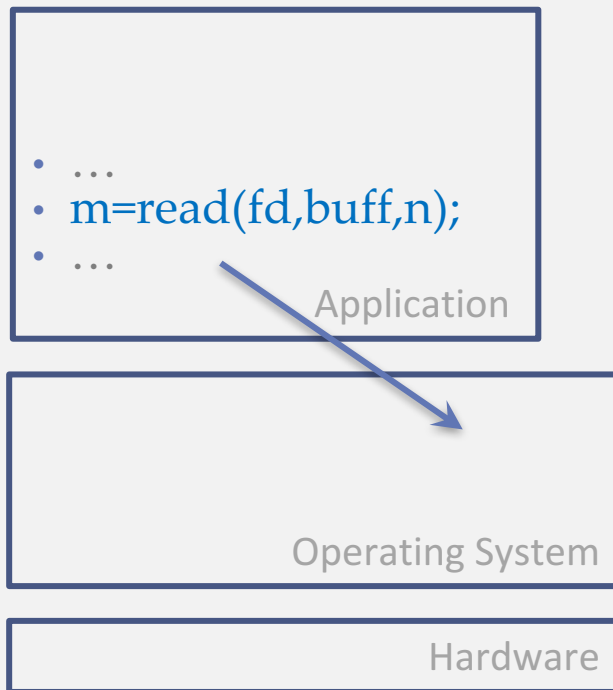 • …
• m=read(fd,buff,n);
• …
Application
Operating System
Hardware